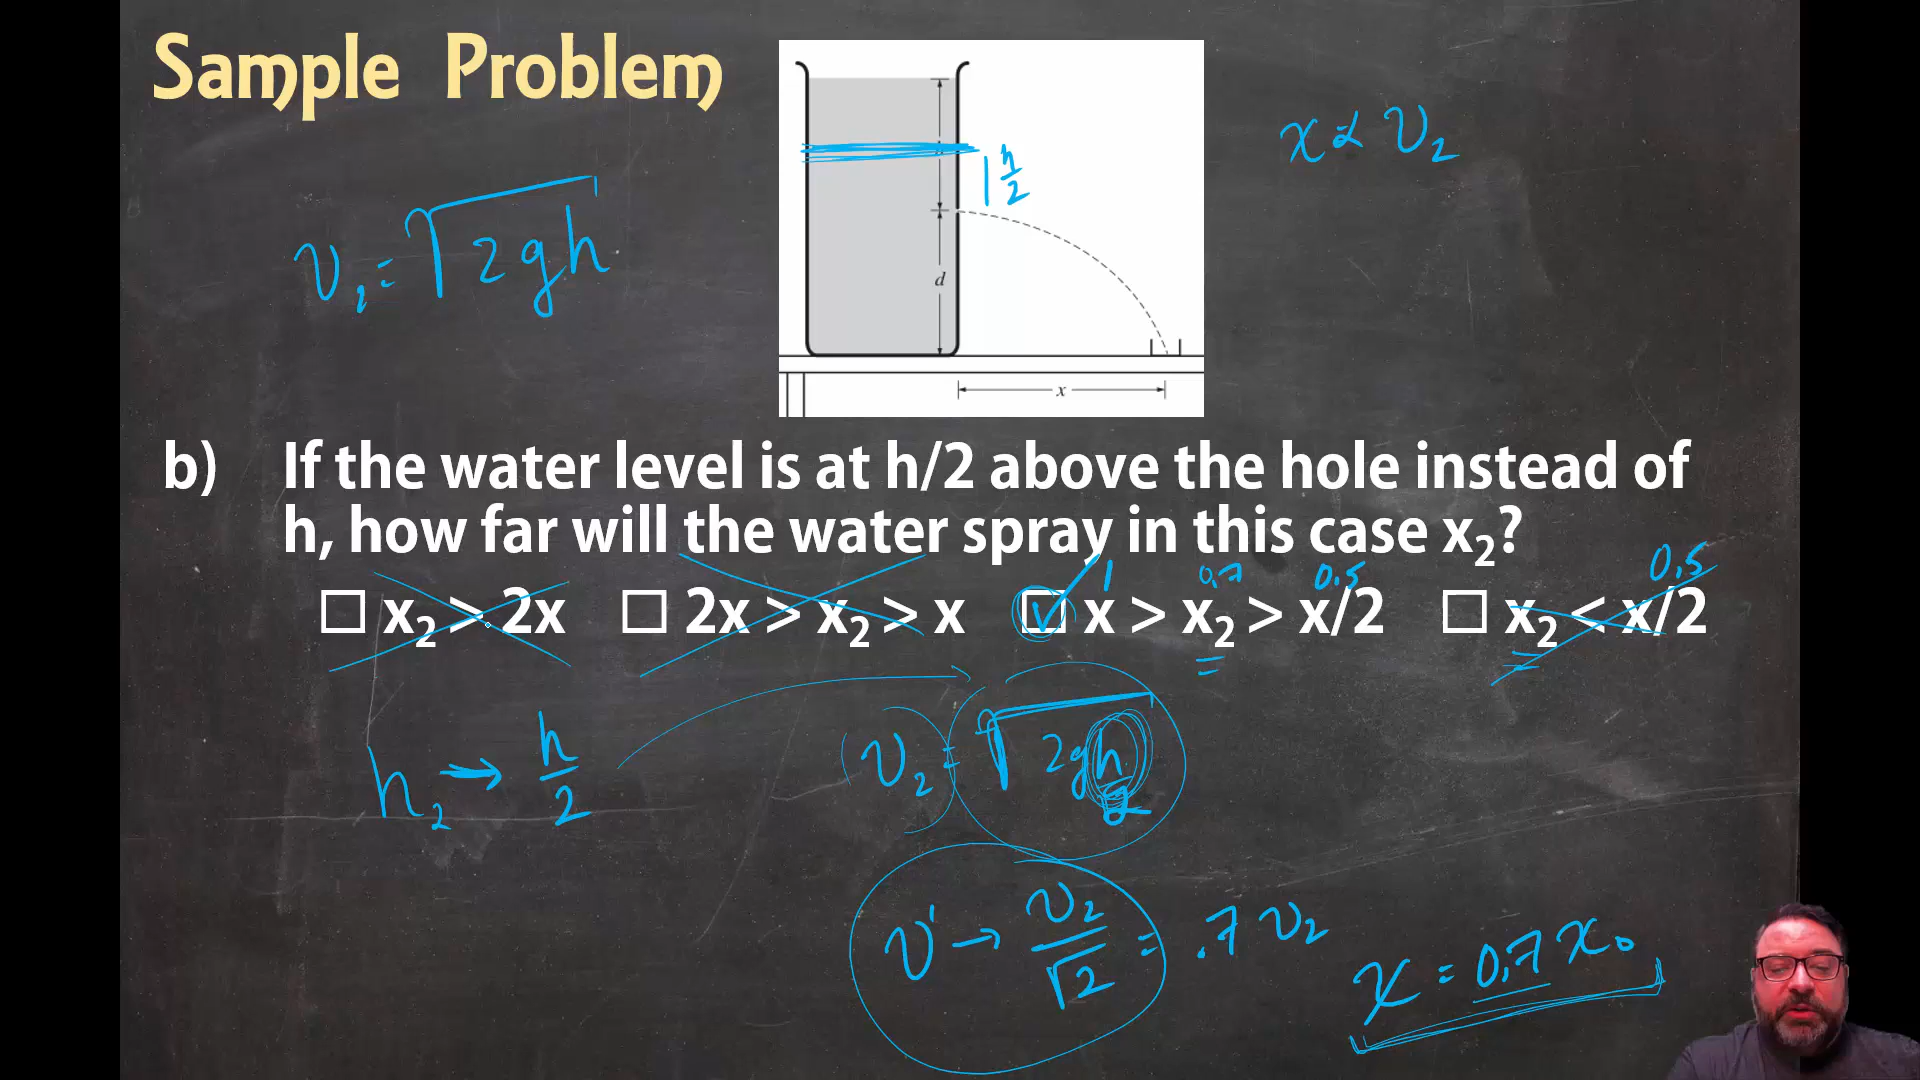 Sample Problem
x ∝ v₂
h/2
v₂ = √2gh
d
x
b) If the water level is at h/2 above the hole instead of
h, how far will the water spray in this case x₂?
1 0.7 0.5 0.5
☐ x₂ > 2x ☐ 2x > x₂ > x ☑ x > x₂ > x/2 ☐ x₂ < x/2
h₂ → h/2
v₂ = √2gh/2
v' → v₂/√2 = .7 v₂
x = 0.7 x₀